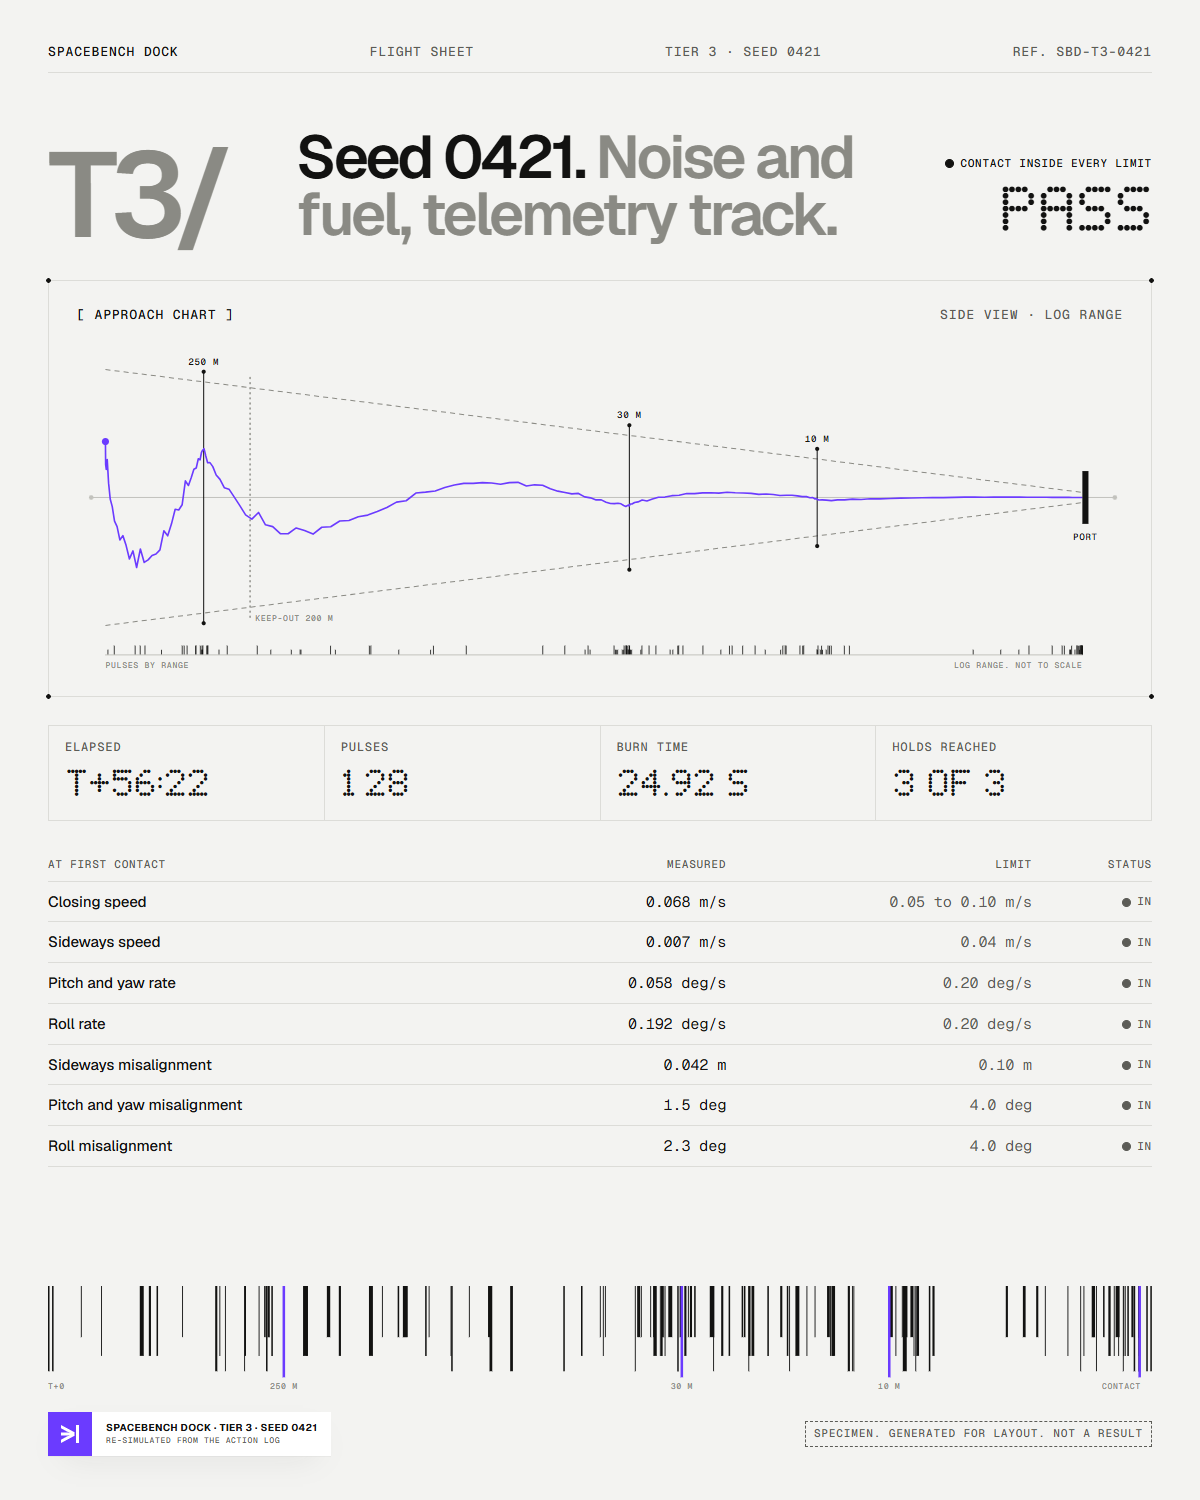 SPACEBENCH DOCK
FLIGHT SHEET
TIER 3 · SEED 0421
REF. SBD-T3-0421
T3/
Seed 0421. Noise and
fuel, telemetry track.
CONTACT INSIDE EVERY LIMIT
PASS
[ APPROACH CHART ]
SIDE VIEW · LOG RANGE
250 M
30 M
10 M
PORT
KEEP-OUT 200 M
PULSES BY RANGE
LOG RANGE. NOT TO SCALE
ELAPSED
T+56:22
PULSES
128
BURN TIME
24.92 S
HOLDS REACHED
3 OF 3
AT FIRST CONTACT MEASURED LIMIT STATUS
Closing speed 0.068 m/s 0.05 to 0.10 m/s IN
Sideways speed 0.007 m/s 0.04 m/s IN
Pitch and yaw rate 0.058 deg/s 0.20 deg/s IN
Roll rate 0.192 deg/s 0.20 deg/s IN
Sideways misalignment 0.042 m 0.10 m IN
Pitch and yaw misalignment 1.5 deg 4.0 deg IN
Roll misalignment 2.3 deg 4.0 deg IN
T+0
250 M
30 M
10 M
CONTACT
SPACEBENCH DOCK · TIER 3 · SEED 0421
RE-SIMULATED FROM THE ACTION LOG
SPECIMEN. GENERATED FOR LAYOUT. NOT A RESULT